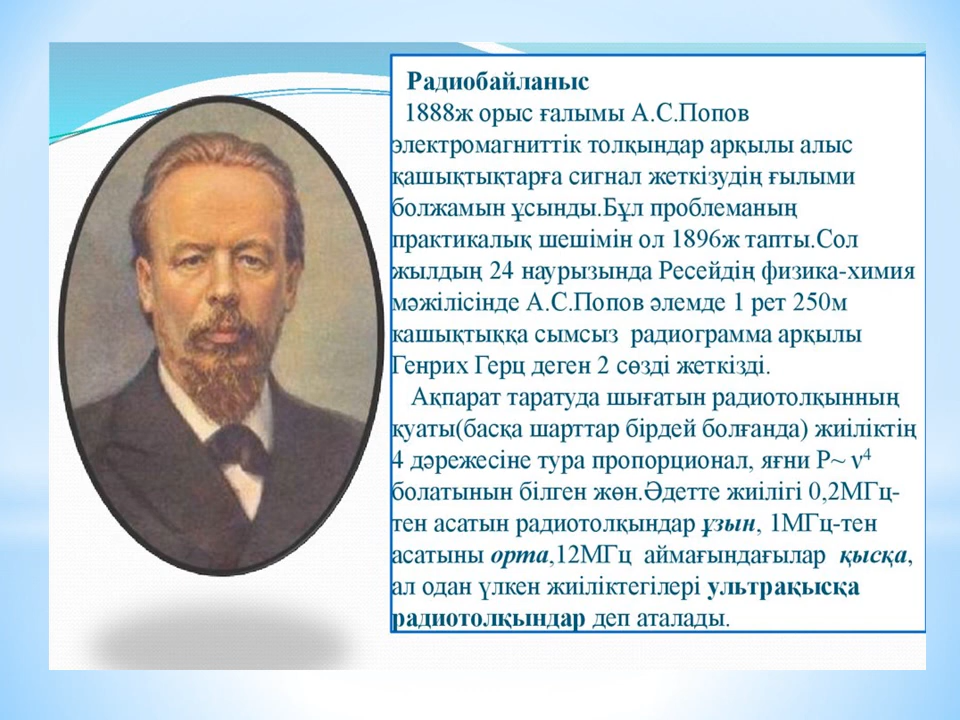 Радиобайланыс
1888ж орыс ғалымы А.С.Попов
электромагниттік толқындар арқылы алыс
қашықтықтарға сигнал жеткізудің ғылыми
болжамын ұсынды.Бұл проблеманың
практикалық шешімін ол 1896ж тапты.Сол
жылдың 24 наурызында Ресейдің физика-химия
мәжілісінде А.С.Попов әлемде 1 рет 250м
кашықтыққа сымсыз радиограмма арқылы
Генрих Герц деген 2 сөзді жеткізді.
Ақпарат таратуда шығатын радиотолқынның
қуаты(басқа шарттар бірдей болғанда) жиіліктің
4 дәрежесіне тура пропорционал, яғни P~ ν⁴
болатынын білген жөн.Әдетте жиілігі 0,2МГц-
тен асатын радиотолқындар ұзын, 1МГц-тен
асатыны орта,12МГц аймағындағылар қысқа,
ал одан үлкен жиіліктегілері ультрақысқа
радиотолқындар деп аталады.